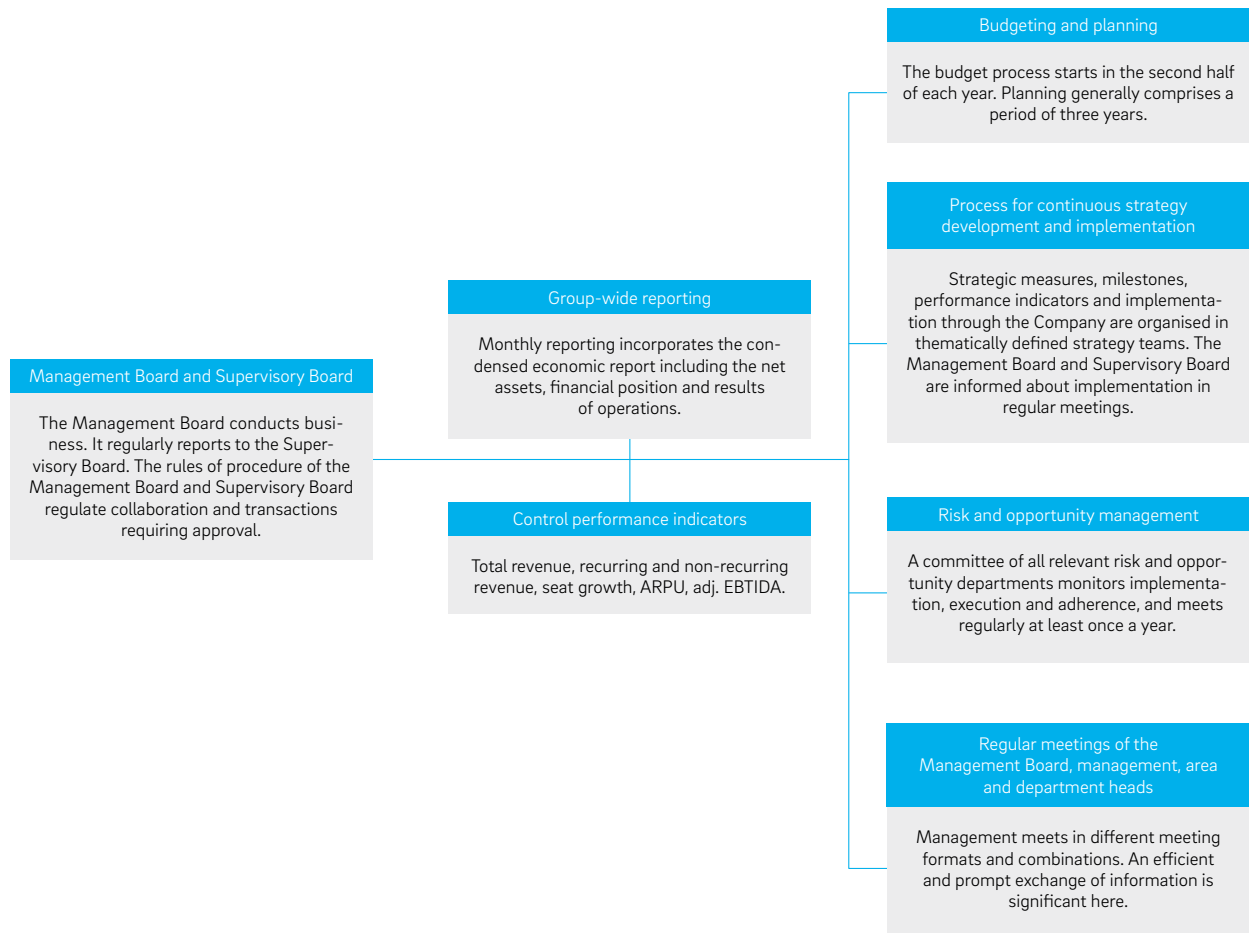 Management Board and Supervisory Board
The Management Board conducts busi-
ness. It regularly reports to the Super-
visory Board. The rules of procedure of the
Management Board and Supervisory Board
regulate collaboration and transactions
requiring approval.
Group-wide reporting
Monthly reporting incorporates the con-
densed economic report including the net
assets, financial position and results
of operations.
Control performance indicators
Total revenue, recurring and non-recurring
revenue, seat growth, ARPU, adj. EBTIDA.
Budgeting and planning
The budget process starts in the second half
of each year. Planning generally comprises a
period of three years.
Process for continuous strategy
development and implementation
Strategic measures, milestones,
performance indicators and implementa-
tion through the Company are organised in
thematically defined strategy teams. The
Management Board and Supervisory Board
are informed about implementation in
regular meetings.
Risk and opportunity management
A committee of all relevant risk and oppor-
tunity departments monitors implementa-
tion, execution and adherence, and meets
regularly at least once a year.
Regular meetings of the
Management Board, management, area
and department heads
Management meets in different meeting
formats and combinations. An efficient
and prompt exchange of information is
significant here.